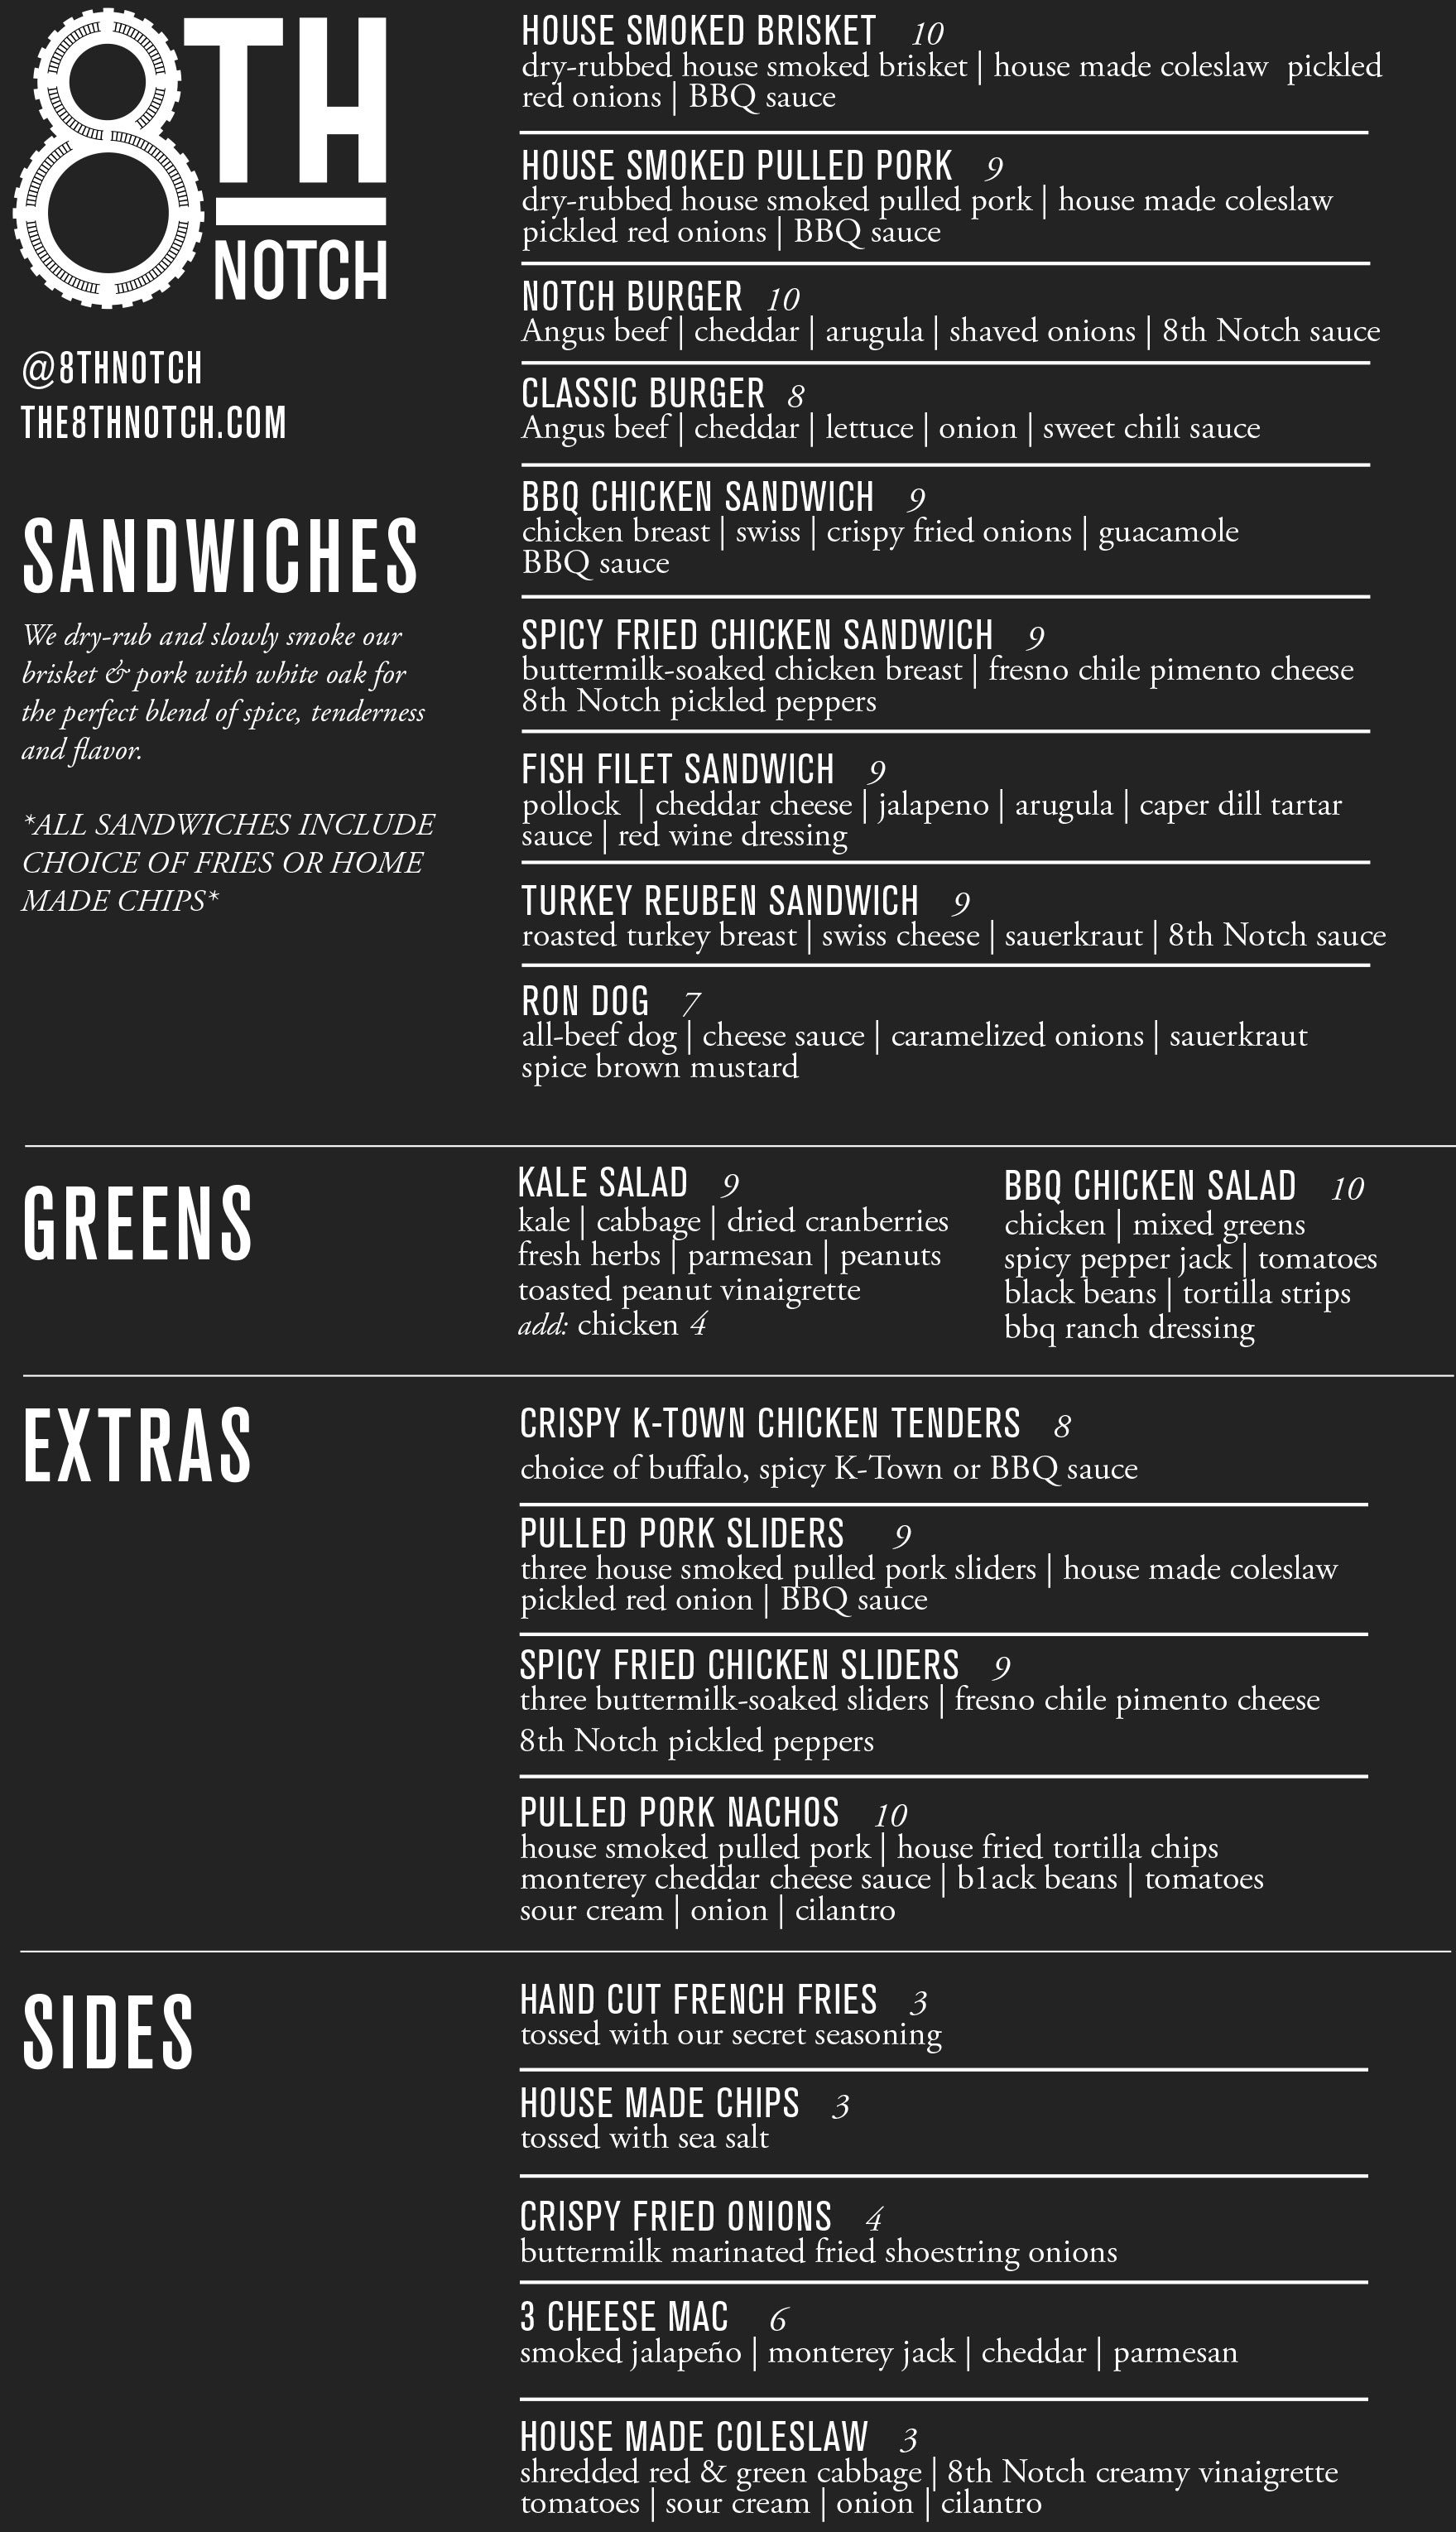 8TH
NOTCH
@8THNOTCH
THE8THNOTCH.COM
SANDWICHES
We dry-rub and slowly smoke our
brisket & pork with white oak for
the perfect blend of spice, tenderness
and flavor.
*ALL SANDWICHES INCLUDE
CHOICE OF FRIES OR HOME
MADE CHIPS*
HOUSE SMOKED BRISKET 10
dry-rubbed house smoked brisket | house made coleslaw pickled
red onions | BBQ sauce
HOUSE SMOKED PULLED PORK 9
dry-rubbed house smoked pulled pork | house made coleslaw
pickled red onions | BBQ sauce
NOTCH BURGER 10
Angus beef | cheddar | arugula | shaved onions | 8th Notch sauce
CLASSIC BURGER 8
Angus beef | cheddar | lettuce | onion | sweet chili sauce
BBQ CHICKEN SANDWICH 9
chicken breast | swiss | crispy fried onions | guacamole
BBQ sauce
SPICY FRIED CHICKEN SANDWICH 9
buttermilk-soaked chicken breast | fresno chile pimento cheese
8th Notch pickled peppers
FISH FILET SANDWICH 9
pollock | cheddar cheese | jalapeno | arugula | caper dill tartar
sauce | red wine dressing
TURKEY REUBEN SANDWICH 9
roasted turkey breast | swiss cheese | sauerkraut | 8th Notch sauce
RON DOG 7
all-beef dog | cheese sauce | caramelized onions | sauerkraut
spice brown mustard
GREENS
KALE SALAD 9
kale | cabbage | dried cranberries
fresh herbs | parmesan | peanuts
toasted peanut vinaigrette
add: chicken 4
BBQ CHICKEN SALAD 10
chicken | mixed greens
spicy pepper jack | tomatoes
black beans | tortilla strips
bbq ranch dressing
EXTRAS
CRISPY K-TOWN CHICKEN TENDERS 8
choice of buffalo, spicy K-Town or BBQ sauce
PULLED PORK SLIDERS 9
three house smoked pulled pork sliders | house made coleslaw
pickled red onion | BBQ sauce
SPICY FRIED CHICKEN SLIDERS 9
three buttermilk-soaked sliders | fresno chile pimento cheese
8th Notch pickled peppers
PULLED PORK NACHOS 10
house smoked pulled pork | house fried tortilla chips
monterey cheddar cheese sauce | b1ack beans | tomatoes
sour cream | onion | cilantro
SIDES
HAND CUT FRENCH FRIES 3
tossed with our secret seasoning
HOUSE MADE CHIPS 3
tossed with sea salt
CRISPY FRIED ONIONS 4
buttermilk marinated fried shoestring onions
3 CHEESE MAC 6
smoked jalapeño | monterey jack | cheddar | parmesan
HOUSE MADE COLESLAW 3
shredded red & green cabbage | 8th Notch creamy vinaigrette
tomatoes | sour cream | onion | cilantro